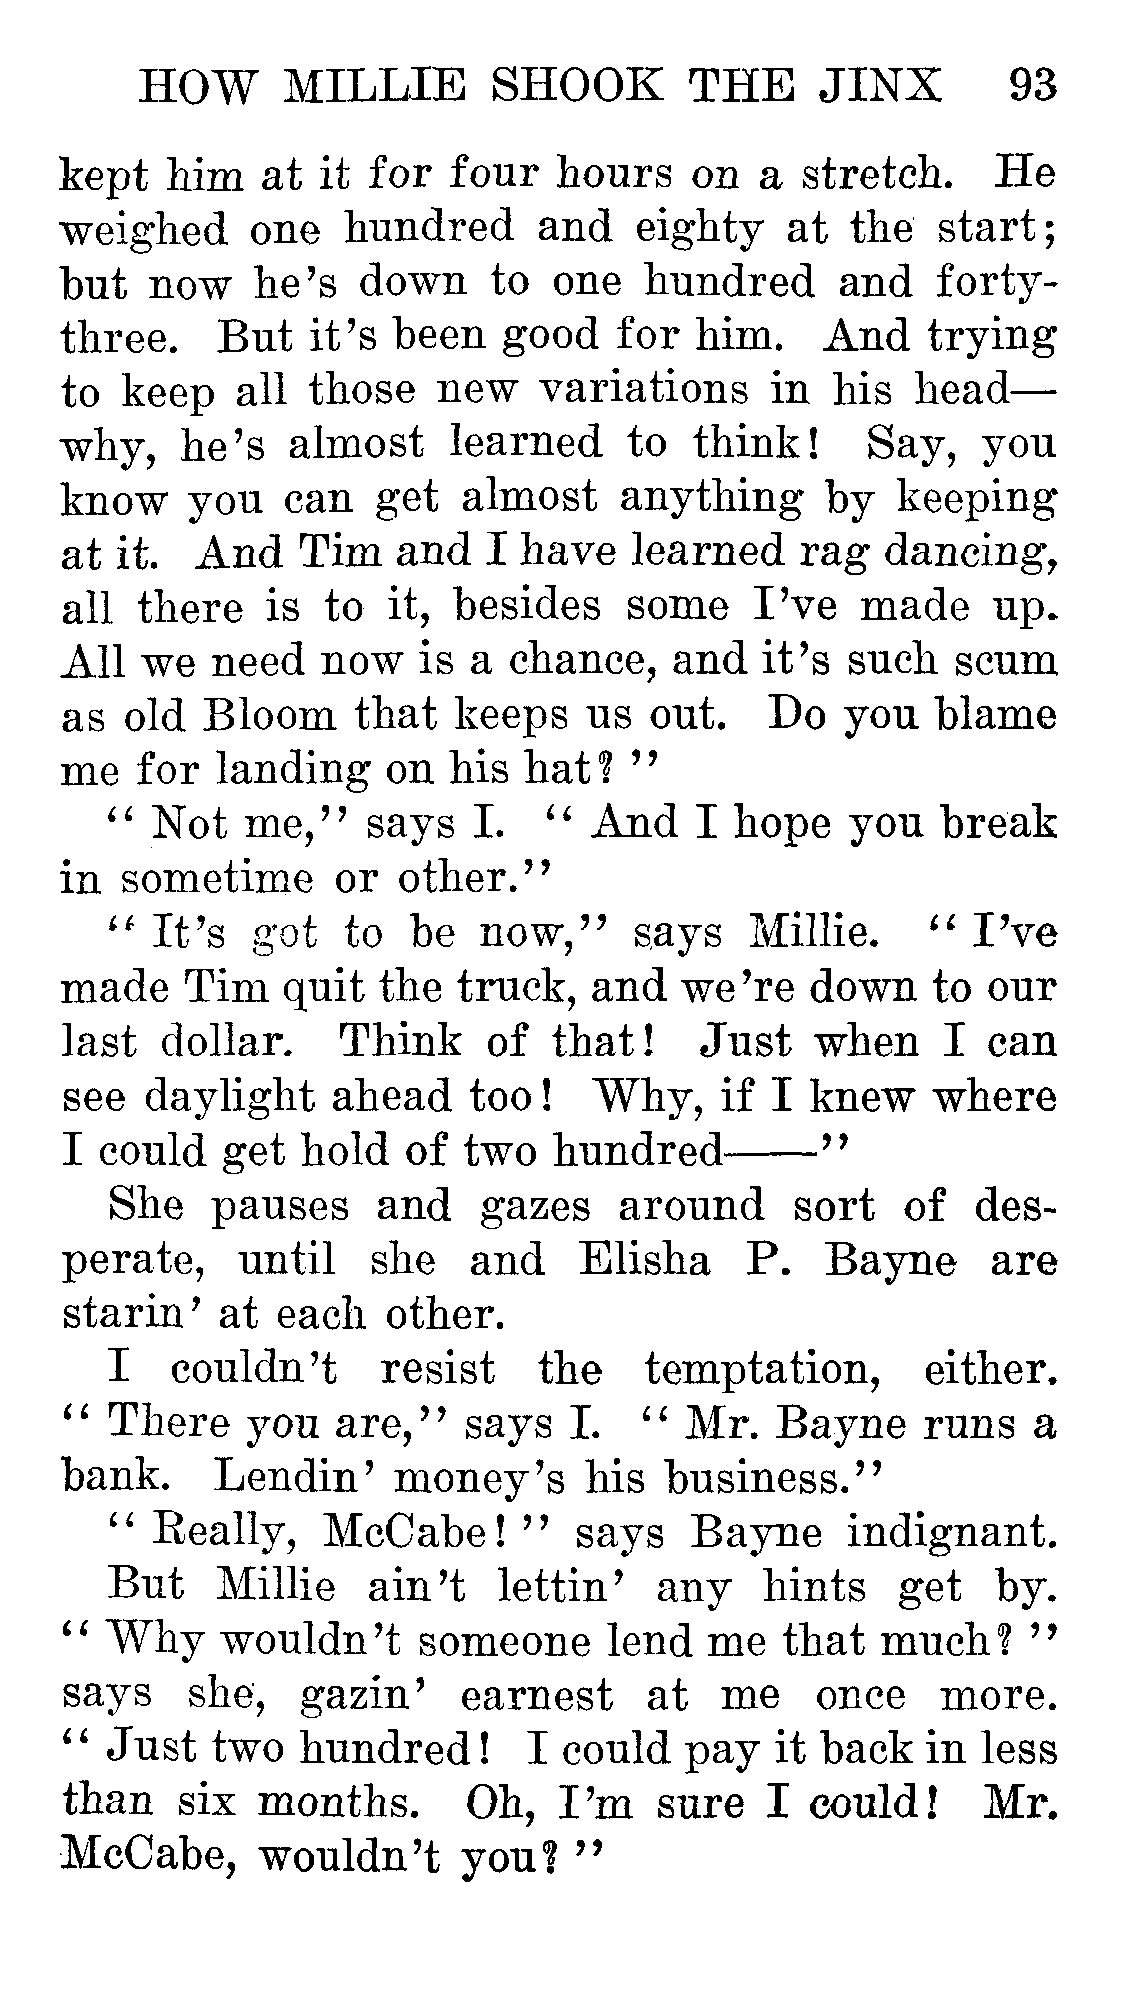 HOW MILLIE SHOOK THE JINX 93
kept him at it for four hours on a stretch. He
weighed one hundred and eighty at the start;
but now he's down to one hundred and forty-
three. But it's been good for him. And trying
to keep all those new variations in his head—
why, he's almost learned to think! Say, you
know you can get almost anything by keeping
at it. And Tim and I have learned rag dancing,
all there is to it, besides some I've made up.
All we need now is a chance, and it's such scum
as old Bloom that keeps us out. Do you blame
me for landing on his hat?”
“Not me,” says I. “And I hope you break
in sometime or other.”
“It's got to be now,” says Millie. “I've
made Tim quit the truck, and we're down to our
last dollar. Think of that! Just when I can
see daylight ahead too! Why, if I knew where
I could get hold of two hundred——”
She pauses and gazes around sort of des-
perate, until she and Elisha P. Bayne are
starin' at each other.
I couldn't resist the temptation, either.
“There you are,” says I. “Mr. Bayne runs a
bank. Lendin' money's his business.”
“Really, McCabe!” says Bayne indignant.
But Millie ain't lettin' any hints get by.
“Why wouldn't someone lend me that much?”
says she, gazin' earnest at me once more.
“Just two hundred! I could pay it back in less
than six months. Oh, I'm sure I could! Mr.
McCabe, wouldn't you?”